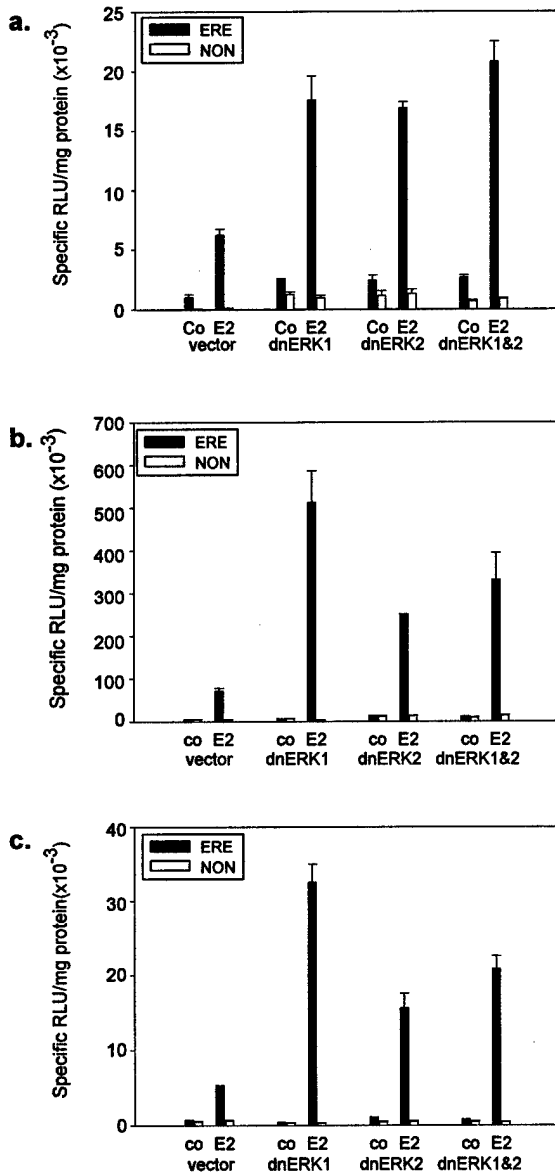 a.
Specific RLU/mg protein (x10⁻³)
25
20
15
10
5
0
ERE
NON
Co E2 Co E2 Co E2 Co E2
vector dnERK1 dnERK2 dnERK1&2
b.
Specific RLU/mg protein (x10⁻³)
700
600
500
400
300
200
100
0
ERE
NON
co E2 co E2 co E2 co E2
vector dnERK1 dnERK2 dnERK1&2
c.
Specific RLU/mg protein(x10⁻³)
40
30
20
10
0
ERE
NON
co E2 co E2 co E2 co E2
vector dnERK1 dnERK2 dnERK1&2